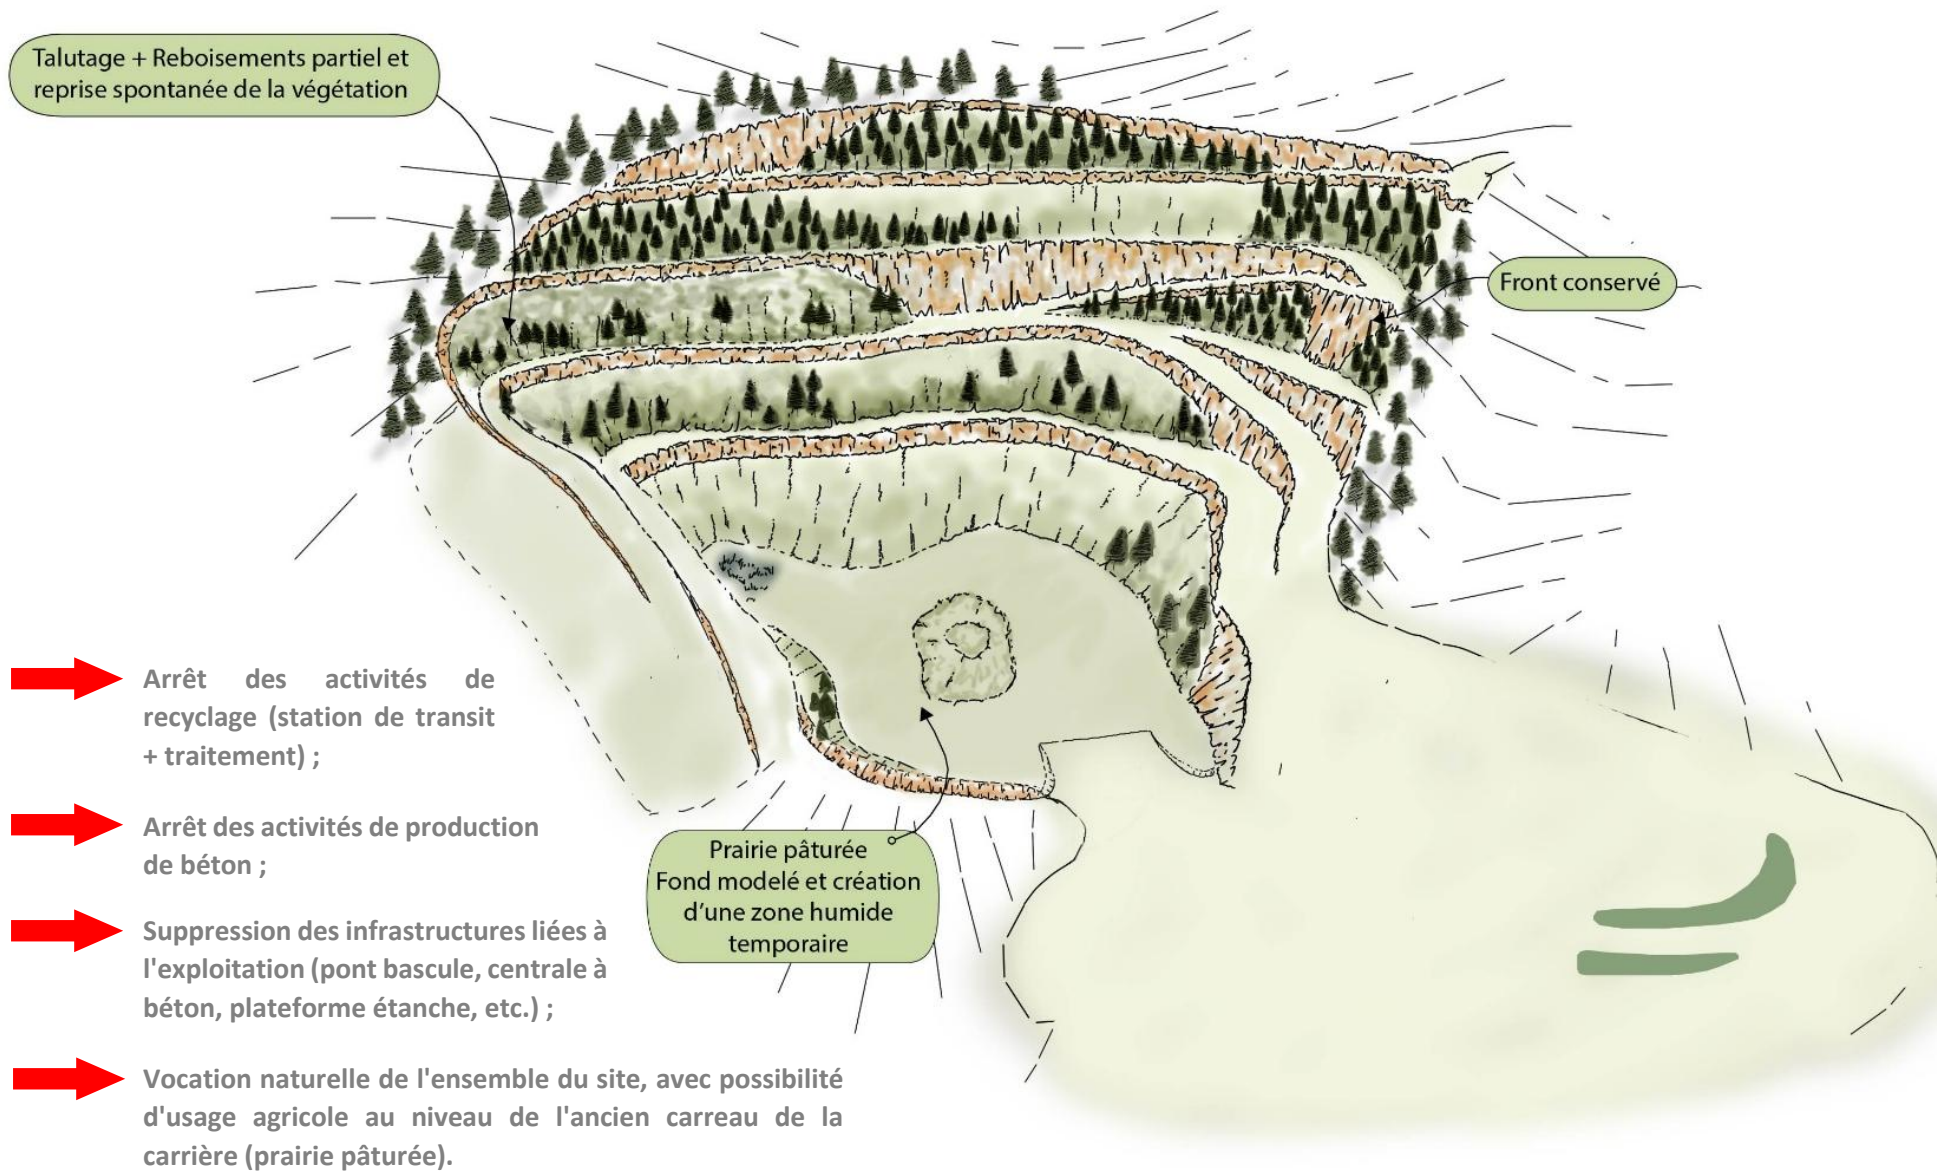 Talutage + Reboisements partiel et
reprise spontanée de la végétation
Front conservé
Arrêt des activités de
recyclage (station de transit
+ traitement) ;
Arrêt des activités de production
de béton ;
Prairie pâturée
Fond modelé et création
d'une zone humide
temporaire
Suppression des infrastructures liées à
l'exploitation (pont bascule, centrale à
béton, plateforme étanche, etc.) ;
Vocation naturelle de l'ensemble du site, avec possibilité
d'usage agricole au niveau de l'ancien carreau de la
carrière (prairie pâturée).